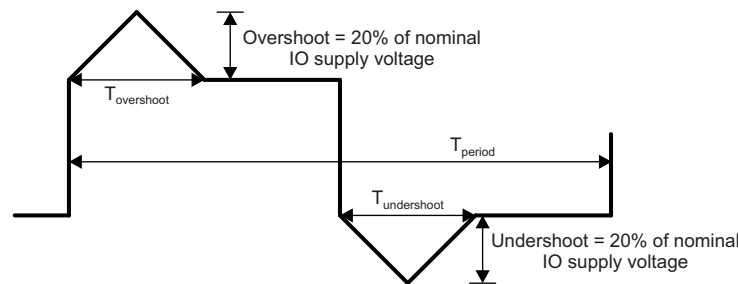 Overshoot = 20% of nominal
IO supply voltage
Tovershoot
Tperiod
Tundershoot
Undershoot = 20% of nominal
IO supply voltage